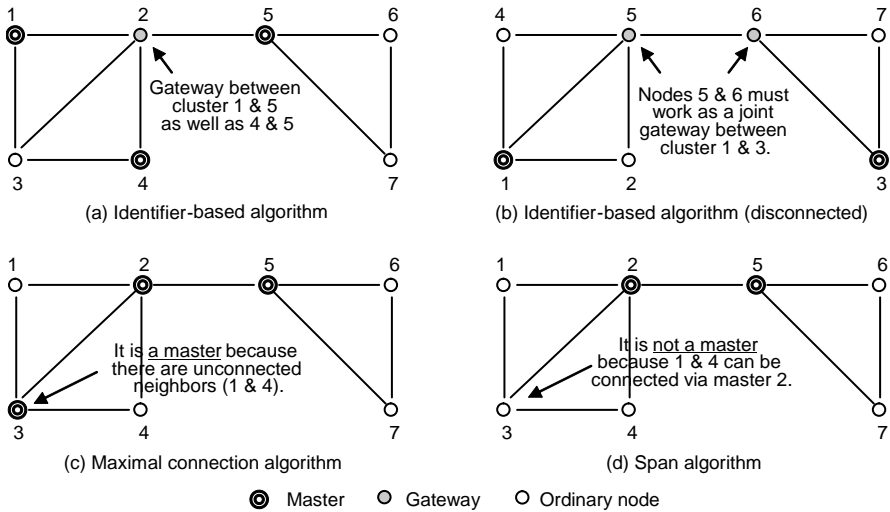 1 2 5 6
Gateway between
cluster 1 & 5
as well as 4 & 5
3 4 7
(a) Identifier-based algorithm
4 5 6 7
Nodes 5 & 6 must
work as a joint
gateway between
cluster 1 & 3.
1 2 3
(b) Identifier-based algorithm (disconnected)
1 2 5 6
It is a master because
there are unconnected
neighbors (1 & 4).
3 4 7
(c) Maximal connection algorithm
1 2 5 6
It is not a master
because 1 & 4 can be
connected via master 2.
3 4 7
(d) Span algorithm
Master Gateway Ordinary node